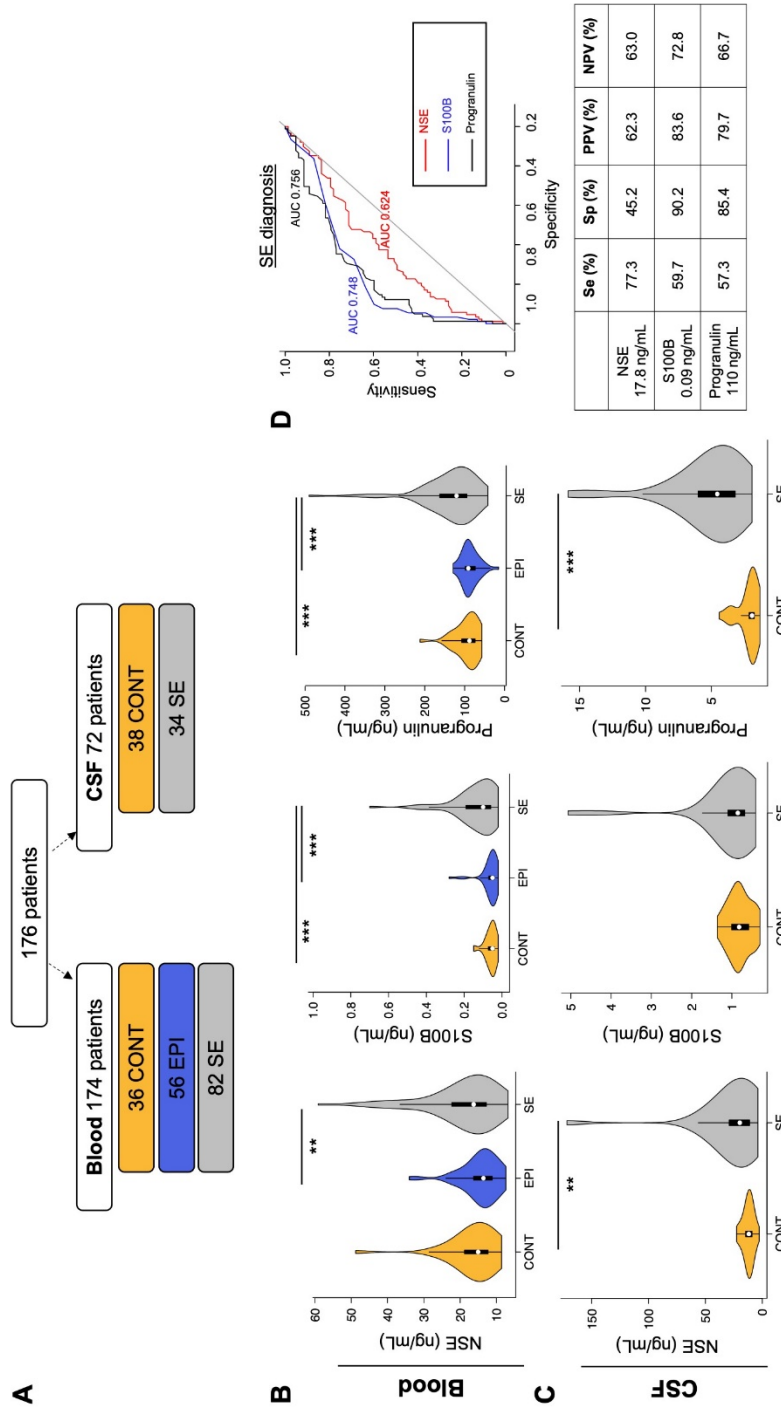 A
176 patients
Blood 174 patients
CSF 72 patients
36 CONT
38 CONT
56 EPI
34 SE
82 SE
B
Blood
NSE (ng/mL)
60
50
40
30
20
10
**
CONT
EPI
SE
S100B (ng/mL)
1.0
0.8
0.6
0.4
0.2
0.0
***
***
CONT
EPI
SE
Progranulin (ng/mL)
500
400
300
200
100
0
***
***
CONT
EPI
SE
C
CSF
NSE (ng/mL)
150
100
50
0
**
CONT
SE
S100B (ng/mL)
5
4
3
2
1
CONT
SE
Progranulin (ng/mL)
15
10
5
***
CONT
SE
D
SE diagnosis
Sensitivity
1.0
0.8
0.6
0.4
0.2
0
AUC 0.756
AUC 0.748
AUC 0.624
NSE
S100B
Progranulin
1.0 0.8 0.6 0.4 0.2
Specificity
Se (%) Sp (%) PPV (%) NPV (%)
NSE
17.8 ng/mL 77.3 45.2 62.3 63.0
S100B
0.09 ng/mL 59.7 90.2 83.6 72.8
Progranulin
110 ng/mL 57.3 85.4 79.7 66.7